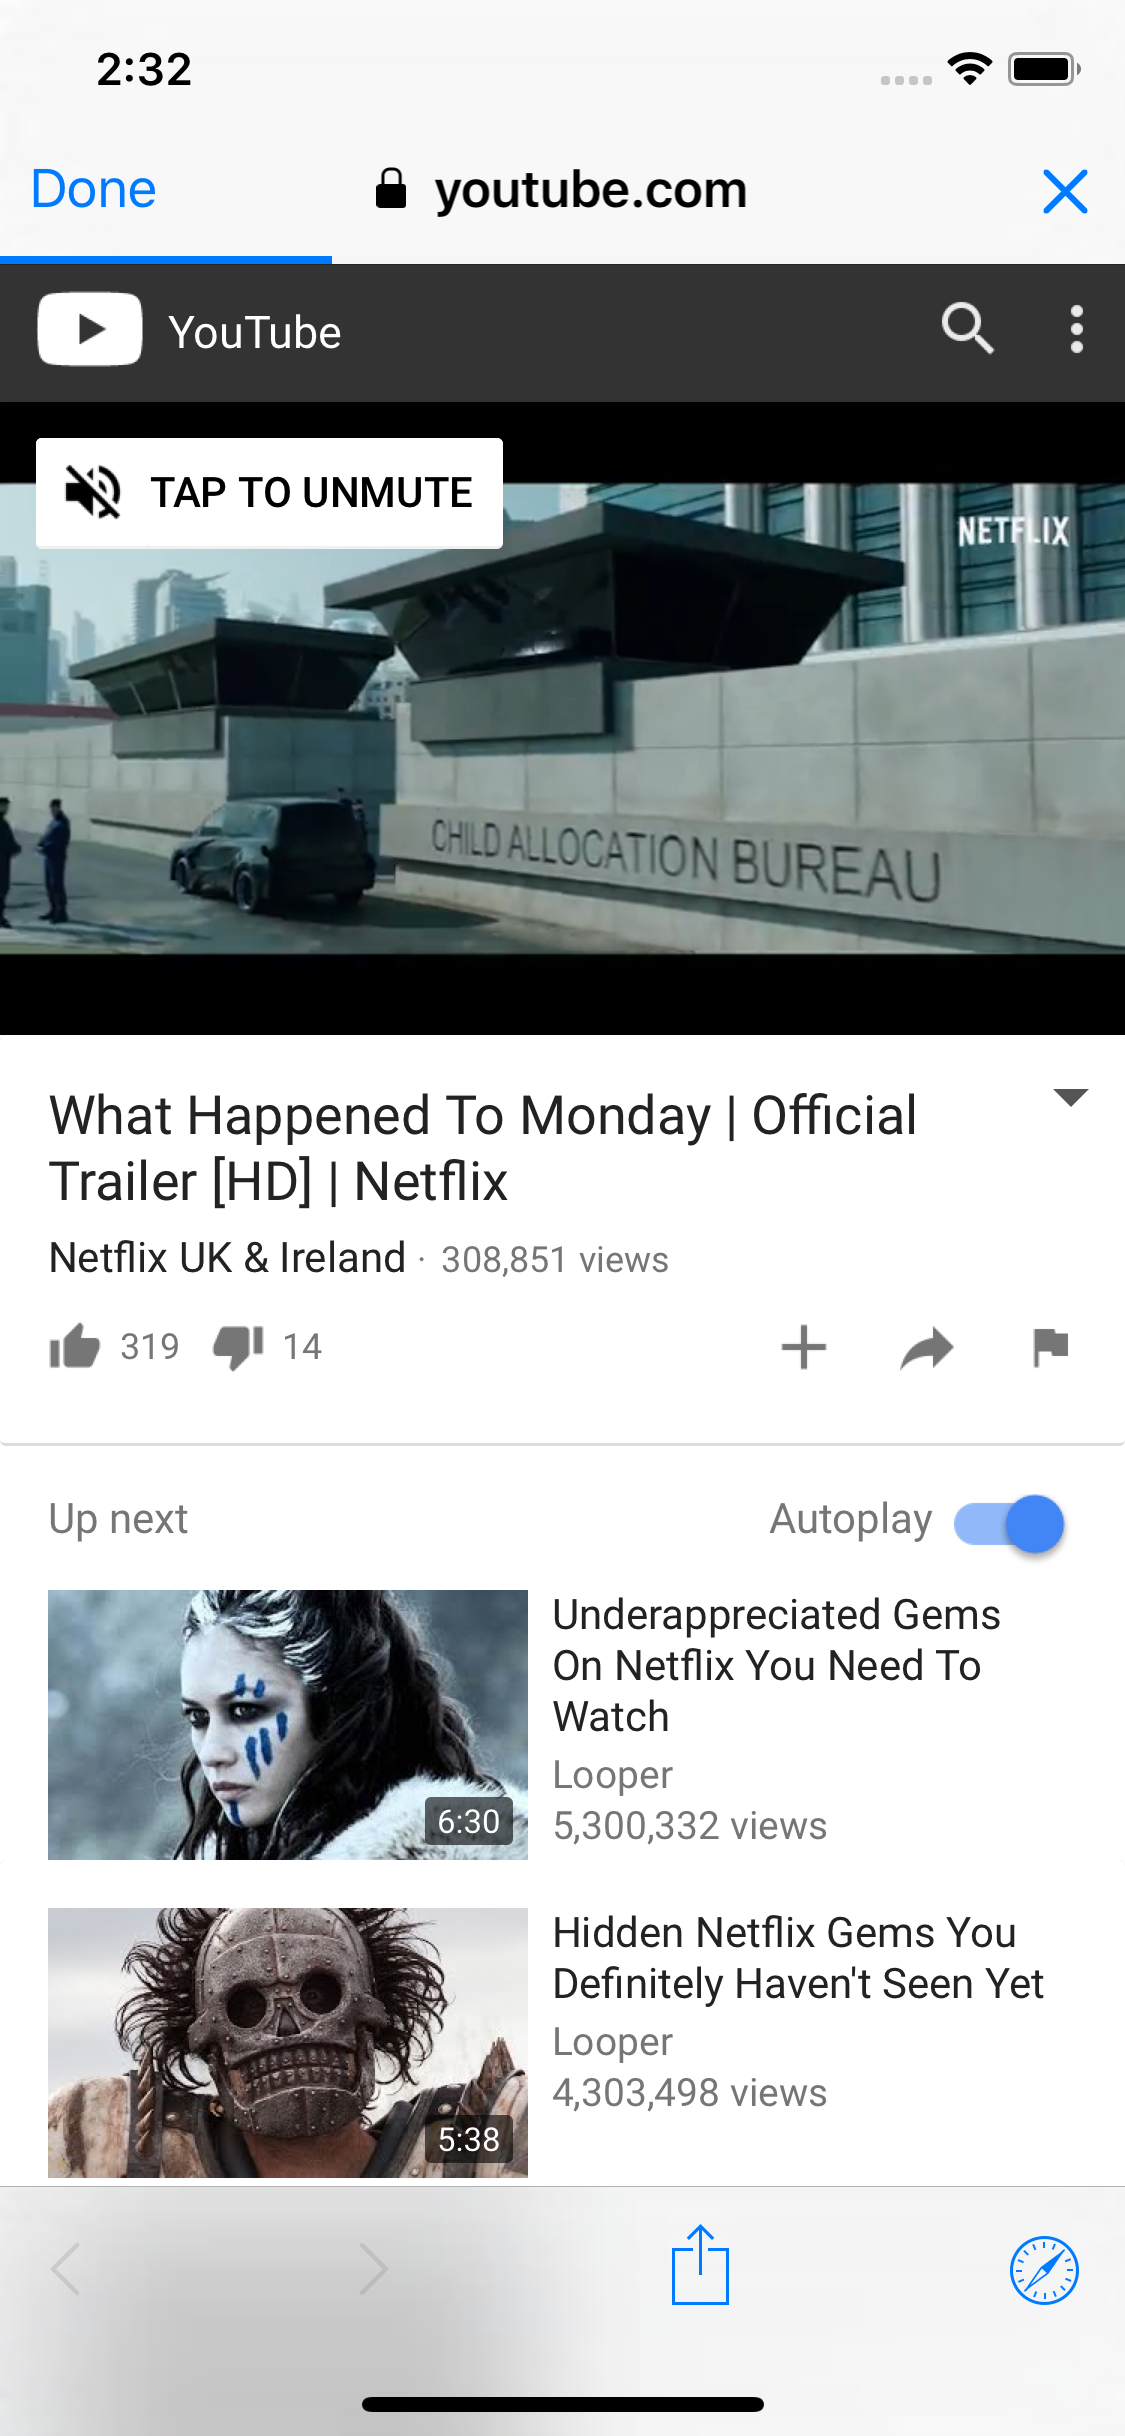 2:32
Done
youtube.com
YouTube
TAP TO UNMUTE
NETFLIX
CHILD ALLOCATION BUREAU
What Happened To Monday | Official
Trailer [HD] | Netflix
Netflix UK & Ireland · 308,851 views
319
14
Up next
Autoplay
Underappreciated Gems
On Netflix You Need To
Watch
Looper
5,300,332 views
6:30
Hidden Netflix Gems You
Definitely Haven't Seen Yet
Looper
4,303,498 views
5:38